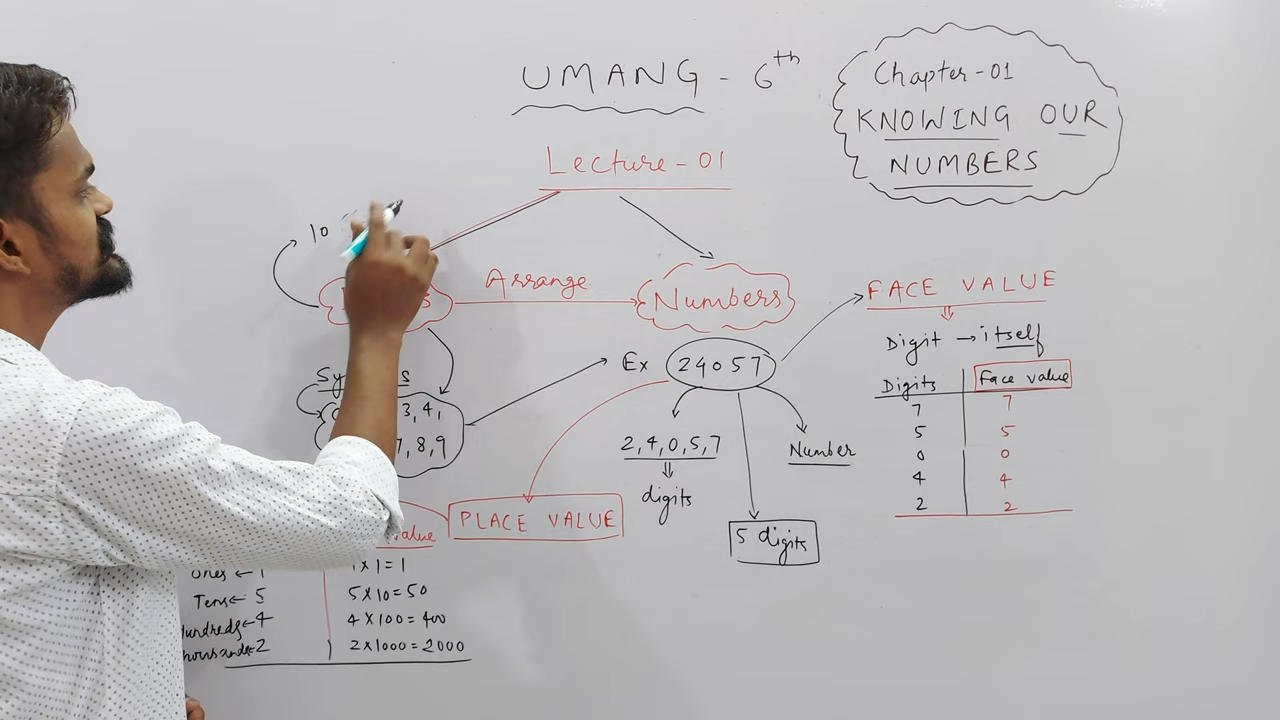 UMANG - 6th
Chapter-01
KNOWING OUR
NUMBERS
Lecture-01
10
Arrange
Numbers
FACE VALUE
Digit → itself
Ex 24057
Digits Face value
7 7
5 5
0 0
4 4
2 2
3, 4,
7, 8, 9
2, 4, 0, 5, 7
digits
Number
5 digits
PLACE VALUE
value
Ones ← 1 1 x 1 = 1
Tens ← 5 5 x 10 = 50
hundreds ← 4 4 x 100 = 400
2 2 x 1000 = 2000